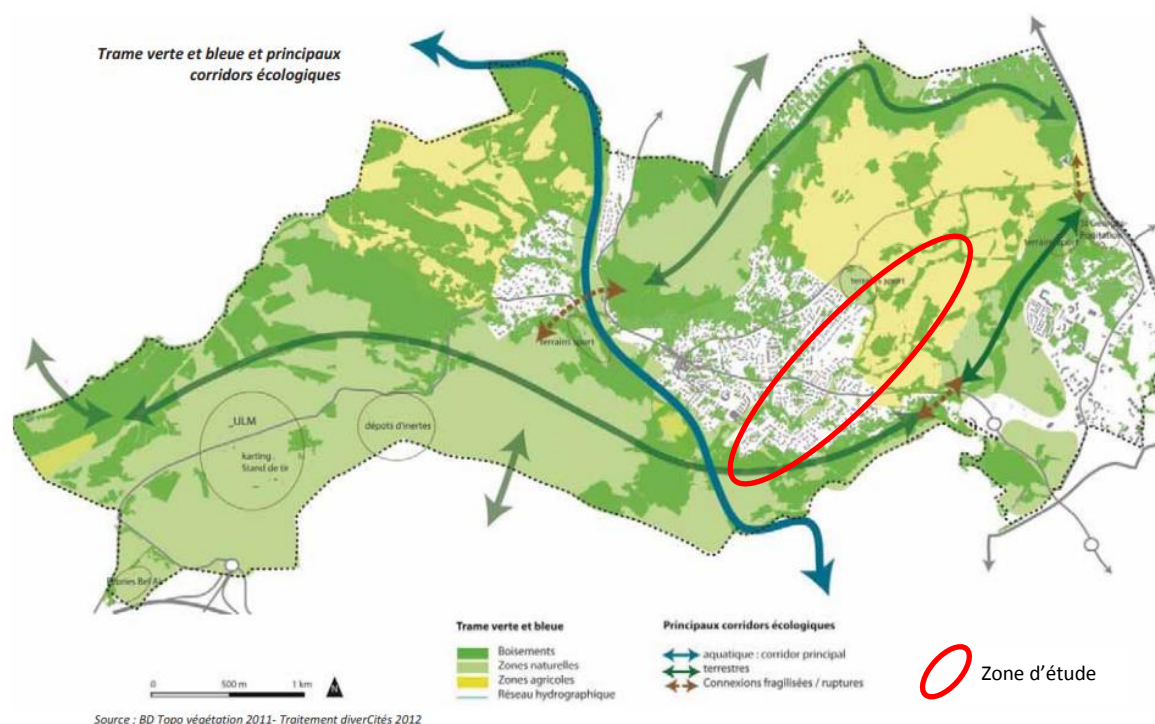 Trame verte et bleue et principaux
corridors écologiques
terrains sport
terrains sport
terrains sport
_ULM
karting
Stand de tir
dépôts d'inertes
Trame verte et bleue
Boisements
Zones naturelles
Zones agricoles
Réseau hydrographique
Principaux corridors écologiques
aquatique : corridor principal
terrestres
Connexions fragilisées / ruptures
Zone d'étude
0 500 m 1 km
N
Source : BD Topo végétation 2011- Traitement diverCités 2012